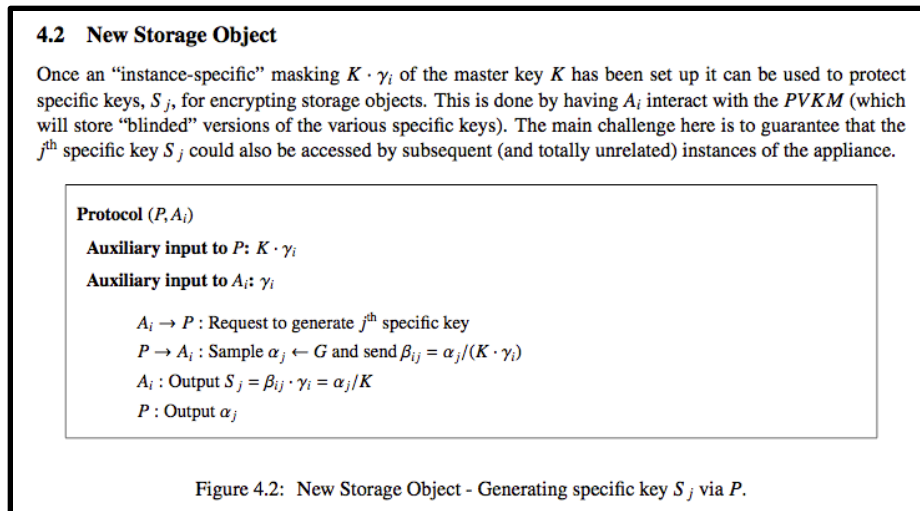 4.2 New Storage Object
Once an “instance-specific” masking K · γᵢ of the master key K has been set up it can be used to protect
specific keys, S ⱼ, for encrypting storage objects. This is done by having Aᵢ interact with the PVKM (which
will store “blinded” versions of the various specific keys). The main challenge here is to guarantee that the
jᵗʰ specific key S ⱼ could also be accessed by subsequent (and totally unrelated) instances of the appliance.
Protocol (P, Aᵢ)
Auxiliary input to P: K · γᵢ
Auxiliary input to Aᵢ: γᵢ
Aᵢ → P : Request to generate jᵗʰ specific key
P → Aᵢ : Sample αⱼ ← G and send βᵢⱼ = αⱼ/(K · γᵢ)
Aᵢ : Output S ⱼ = βᵢⱼ · γᵢ = αⱼ/K
P : Output αⱼ
Figure 4.2: New Storage Object - Generating specific key S ⱼ via P.